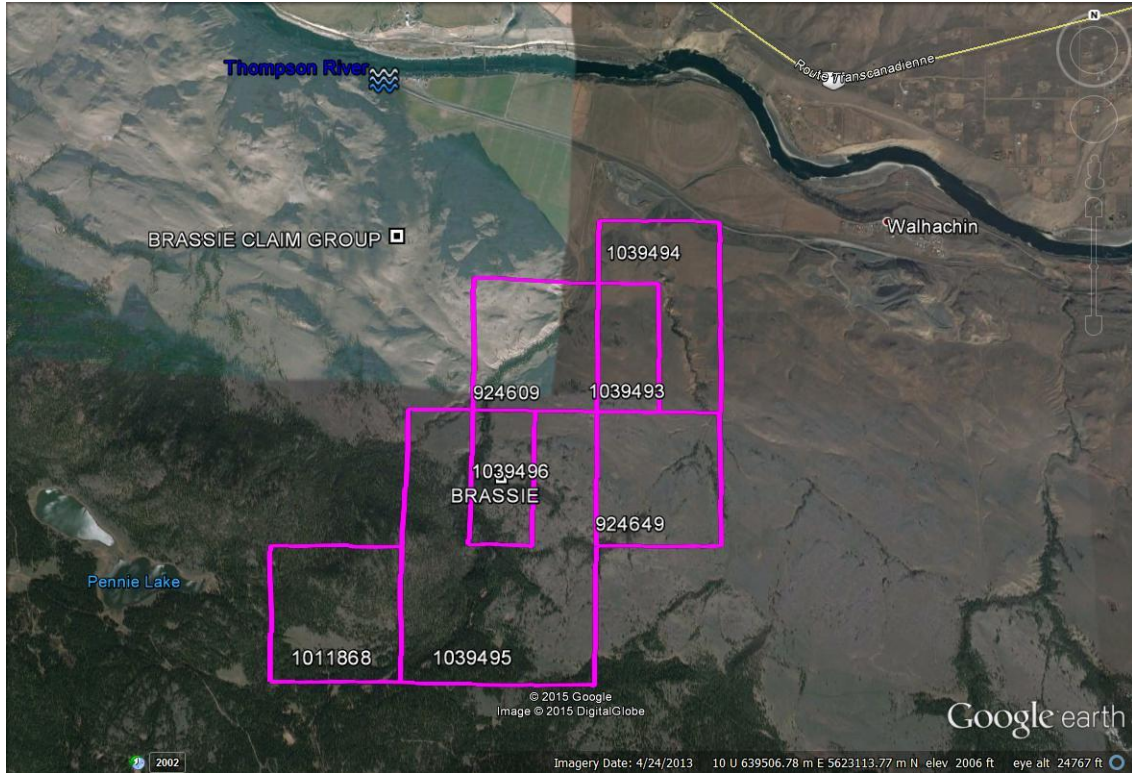 N
Thompson River
Route Transcanadienne
Walhachin
BRASSIE CLAIM GROUP
1039494
924609
1039493
1039496
BRASSIE
924649
Pennie Lake
1011868
1039495
© 2015 Google
Image © 2015 DigitalGlobe
Google earth
2002
Imagery Date: 4/24/2013 10 U 639506.78 m E 5623113.77 m N elev 2006 ft eye alt 24767 ft